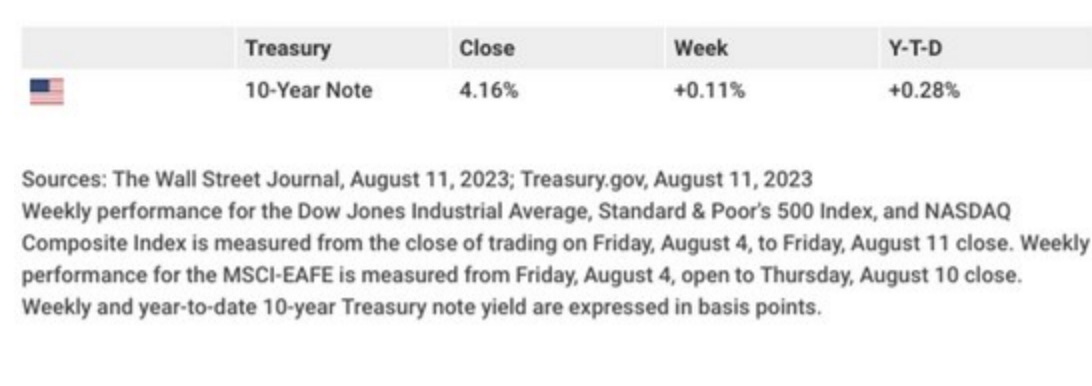 Treasury Close Week Y-T-D
10-Year Note 4.16% +0.11% +0.28%
Sources: The Wall Street Journal, August 11, 2023; Treasury.gov, August 11, 2023
Weekly performance for the Dow Jones Industrial Average, Standard & Poor's 500 Index, and NASDAQ
Composite Index is measured from the close of trading on Friday, August 4, to Friday, August 11 close. Weekly
performance for the MSCI-EAFE is measured from Friday, August 4, open to Thursday, August 10 close.
Weekly and year-to-date 10-year Treasury note yield are expressed in basis points.